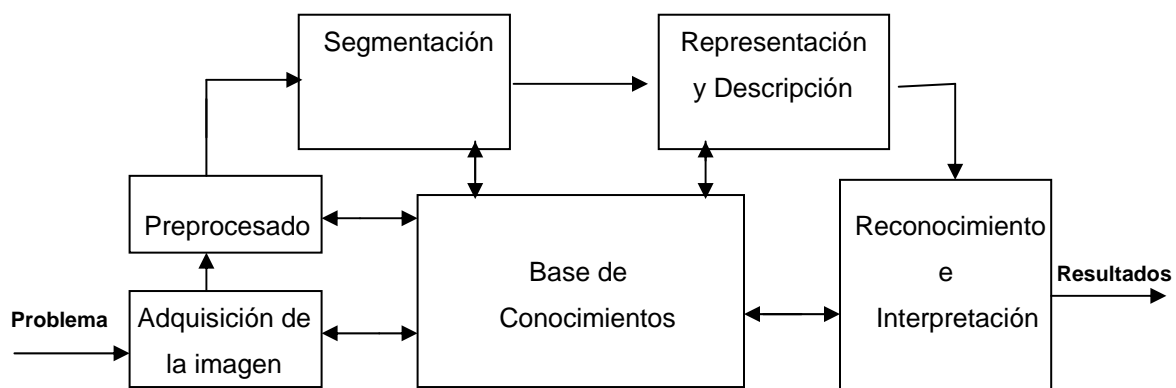 Segmentación
Representación
y Descripción
Preprocesado
Reconocimiento
e
Interpretación
Base de
Conocimientos
Resultados
Problema
Adquisición de
la imagen